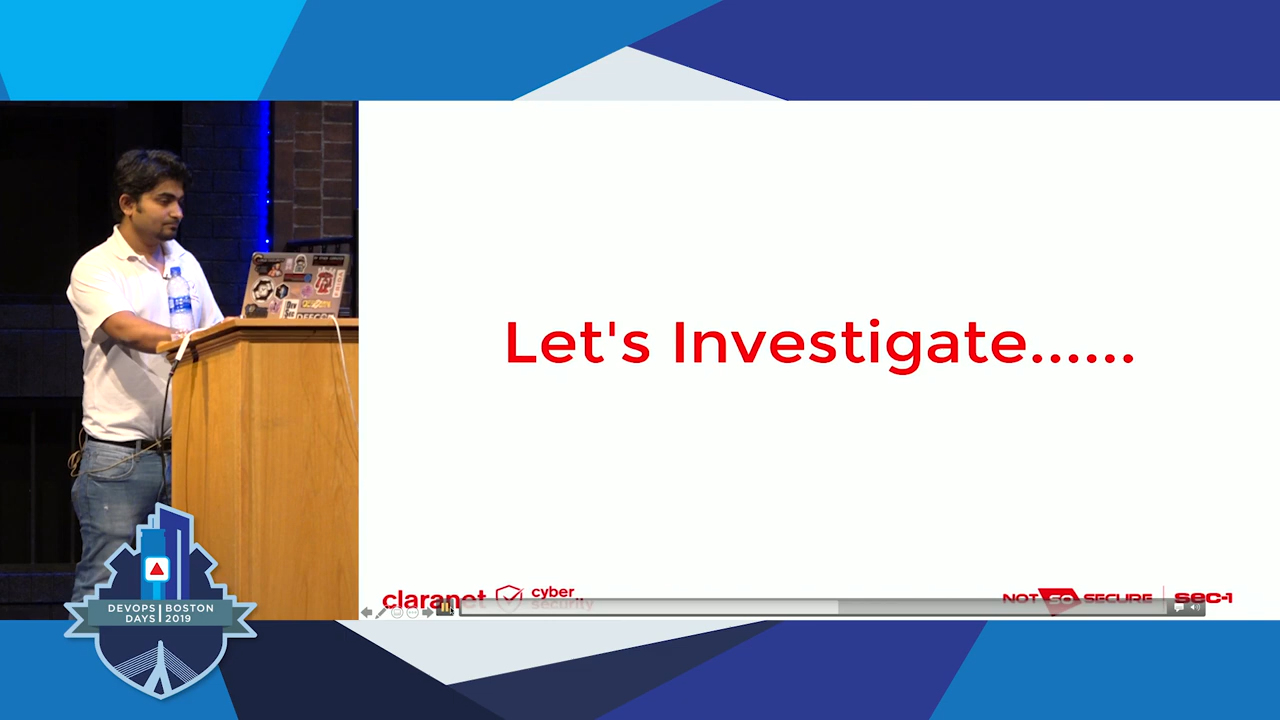 Let's Investigate......
claranet
cyber
security
NOT SO SECURE
sec-1
DEVOPS BOSTON
DAYS 2019